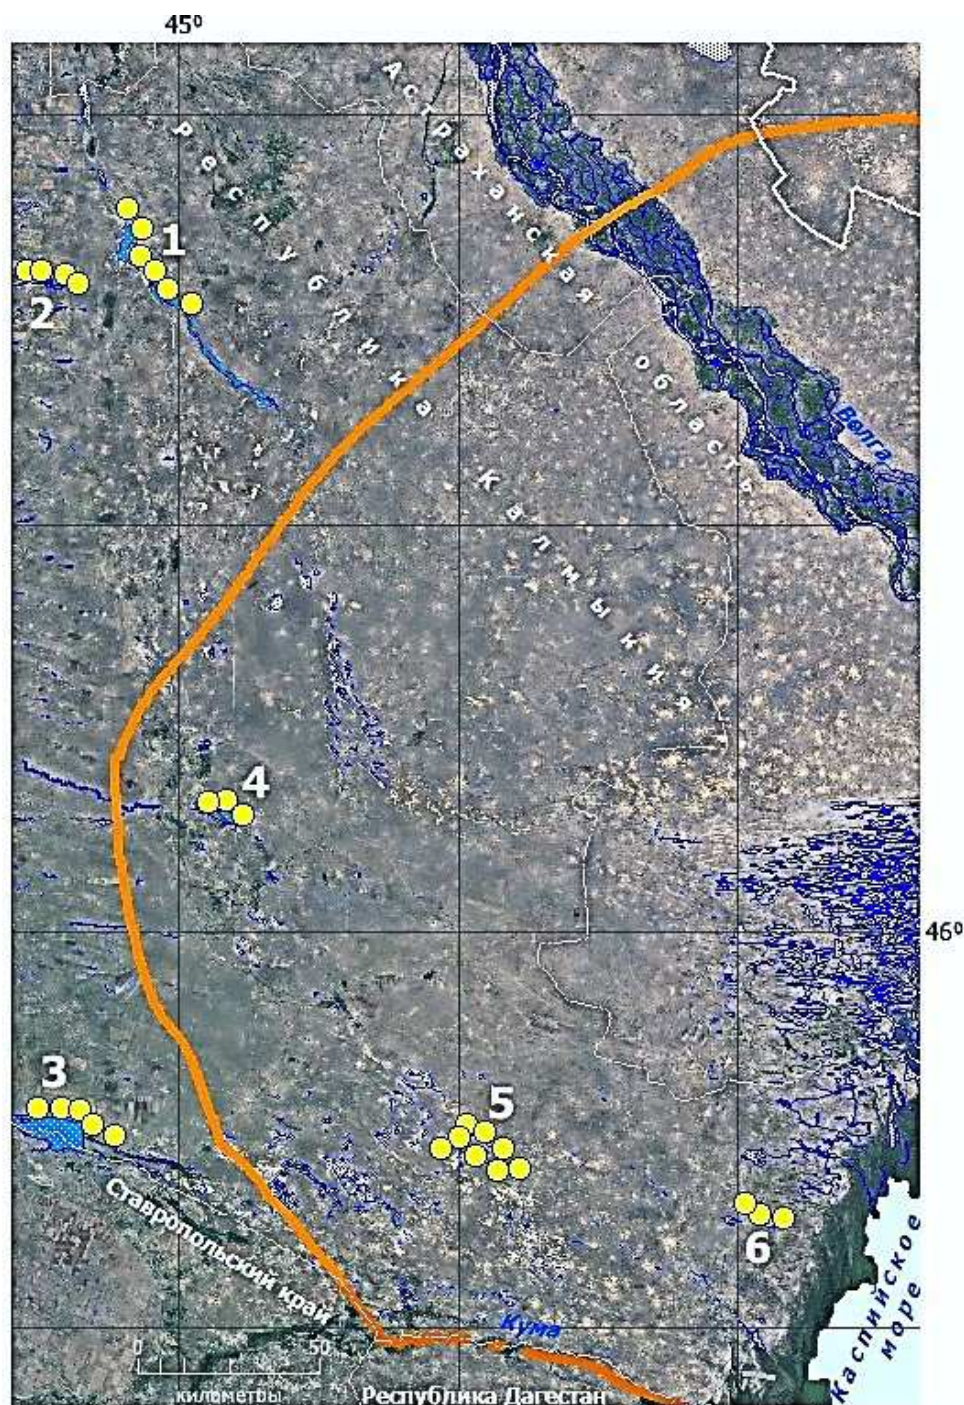 45⁰
Астраханская
область
Республика
Калмыкия
1
2
Волга
4
46⁰
3
5
6
Ставропольский край
Кума
Каспийское
море
0 50
километры
Республика Дагестан